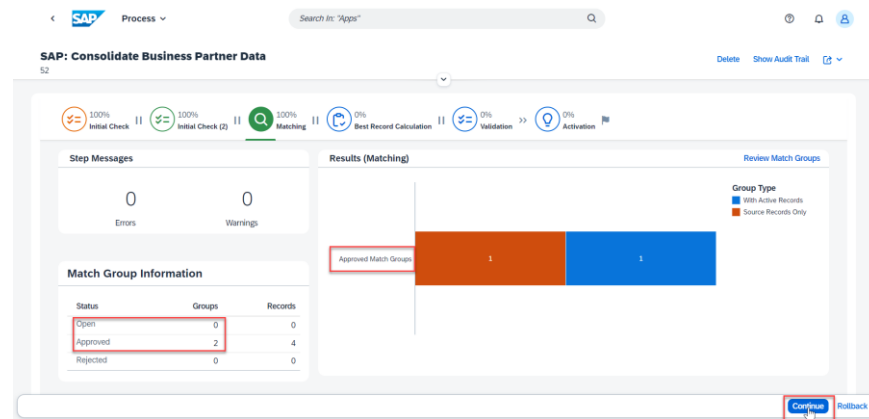 SAP Process Search In: "Apps"
SAP: Consolidate Business Partner Data
Delete Show Audit Trail
52
100% Initial Check
100% Initial Check (2)
100% Matching
0% Best Record Calculation
0% Validation
0% Activation
Step Messages
0 Errors
0 Warnings
Match Group Information
Status Groups Records
Open 0 0
Approved 2 4
Rejected 0 0
Results (Matching)
Review Match Groups
Approved Match Groups 1 1
Group Type
With Active Records
Source Records Only
Continue Rollback